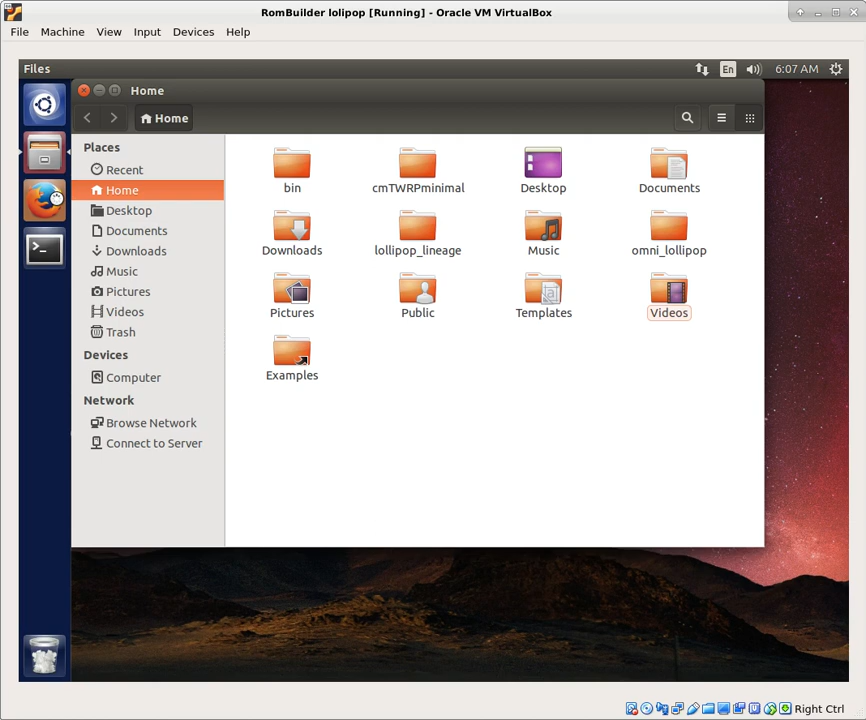 RomBuilder lolipop [Running] - Oracle VM VirtualBox
File Machine View Input Devices Help
Files En 6:07 AM
Home
Home
Places
Recent
Home
Desktop
Documents
Downloads
Music
Pictures
Videos
Trash
Devices
Computer
Network
Browse Network
Connect to Server
bin cmTWRPminimal Desktop Documents
Downloads lollipop_lineage Music omni_lollipop
Pictures Public Templates Videos
Examples
Right Ctrl